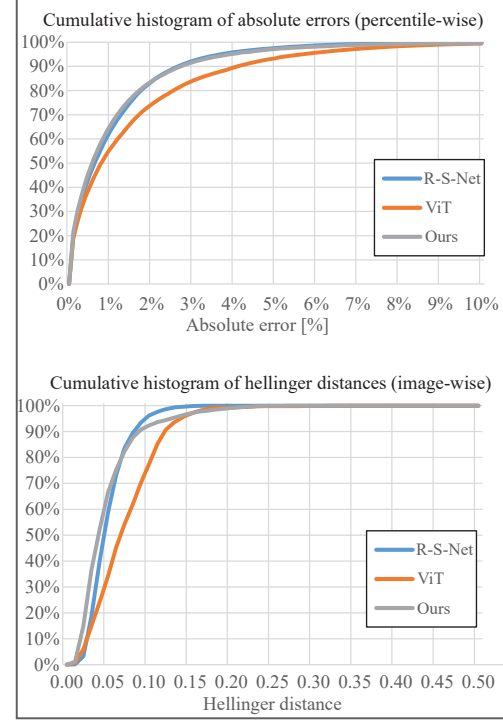 Cumulative histogram of absolute errors (percentile-wise)
100%
90%
80%
70%
60%
50%
40%
30%
20%
10%
0%
R-S-Net
ViT
Ours
0% 1% 2% 3% 4% 5% 6% 7% 8% 9% 10%
Absolute error [%]
Cumulative histogram of hellinger distances (image-wise)
100%
90%
80%
70%
60%
50%
40%
30%
20%
10%
0%
R-S-Net
ViT
Ours
0.00 0.05 0.10 0.15 0.20 0.25 0.30 0.35 0.40 0.45 0.50
Hellinger distance